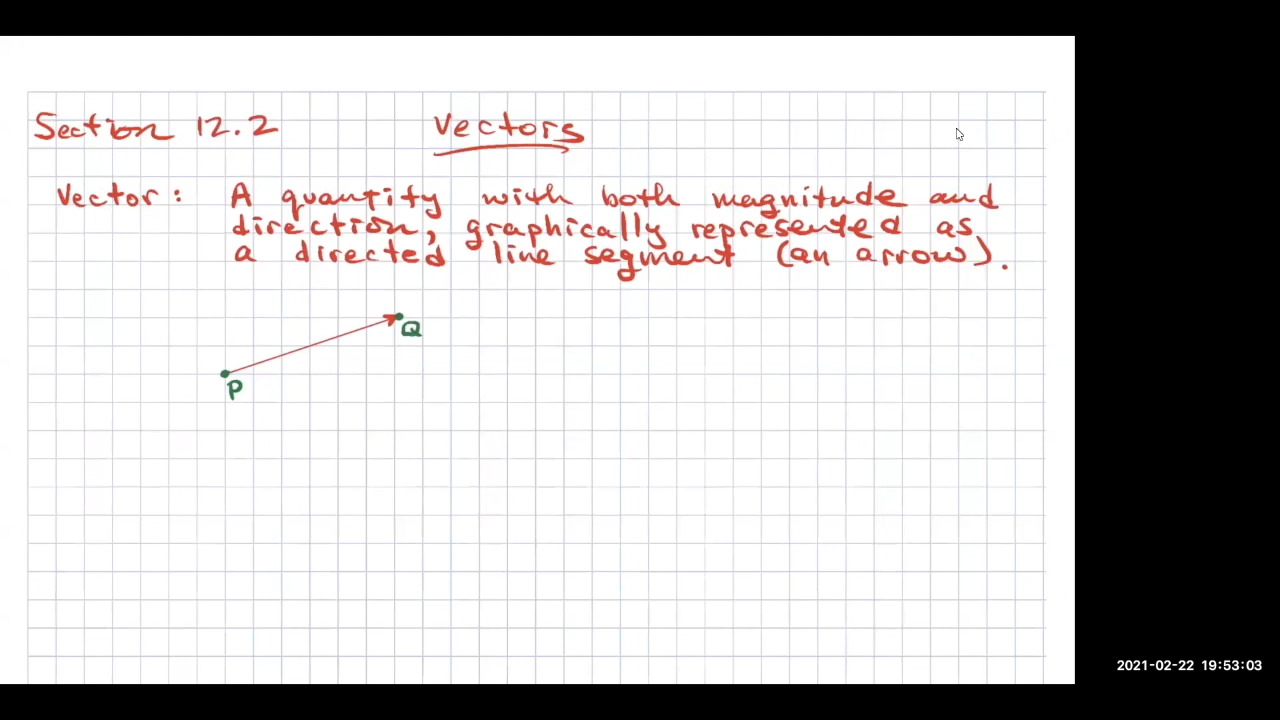 Section 12.2 Vectors
Vector: A quantity with both magnitude and
direction, graphically represented as
a directed line segment (an arrow).
Q
P
2021-02-22 19:53:03